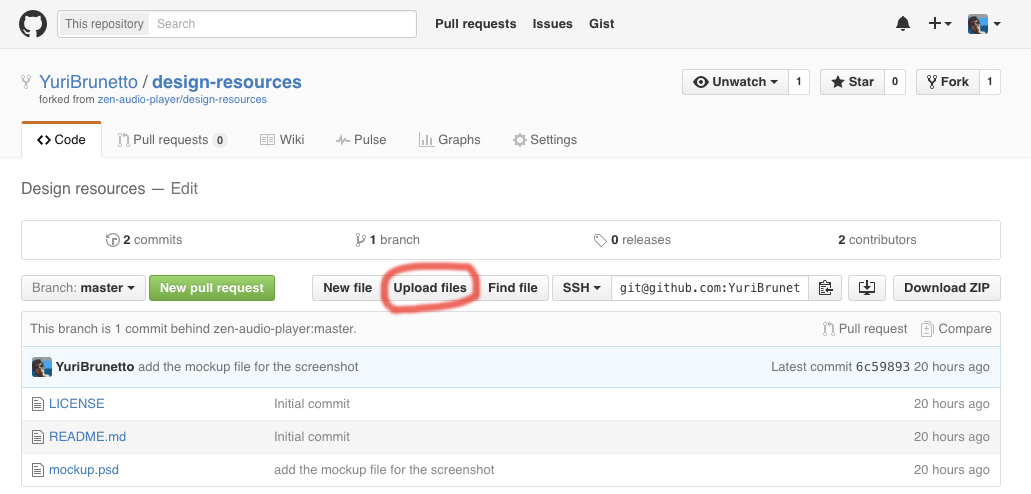 This repository Search Pull requests Issues Gist
YuriBrunetto / design-resources Unwatch 1 Star 0 Fork 1
forked from zen-audio-player/design-resources
Code Pull requests 0 Wiki Pulse Graphs Settings
Design resources — Edit
2 commits 1 branch 0 releases 2 contributors
Branch: master New pull request New file Upload files Find file SSH git@github.com:YuriBrunet Download ZIP
This branch is 1 commit behind zen-audio-player:master. Pull request Compare
YuriBrunetto add the mockup file for the screenshot Latest commit 6c59893 20 hours ago
LICENSE Initial commit 20 hours ago
README.md Initial commit 20 hours ago
mockup.psd add the mockup file for the screenshot 20 hours ago